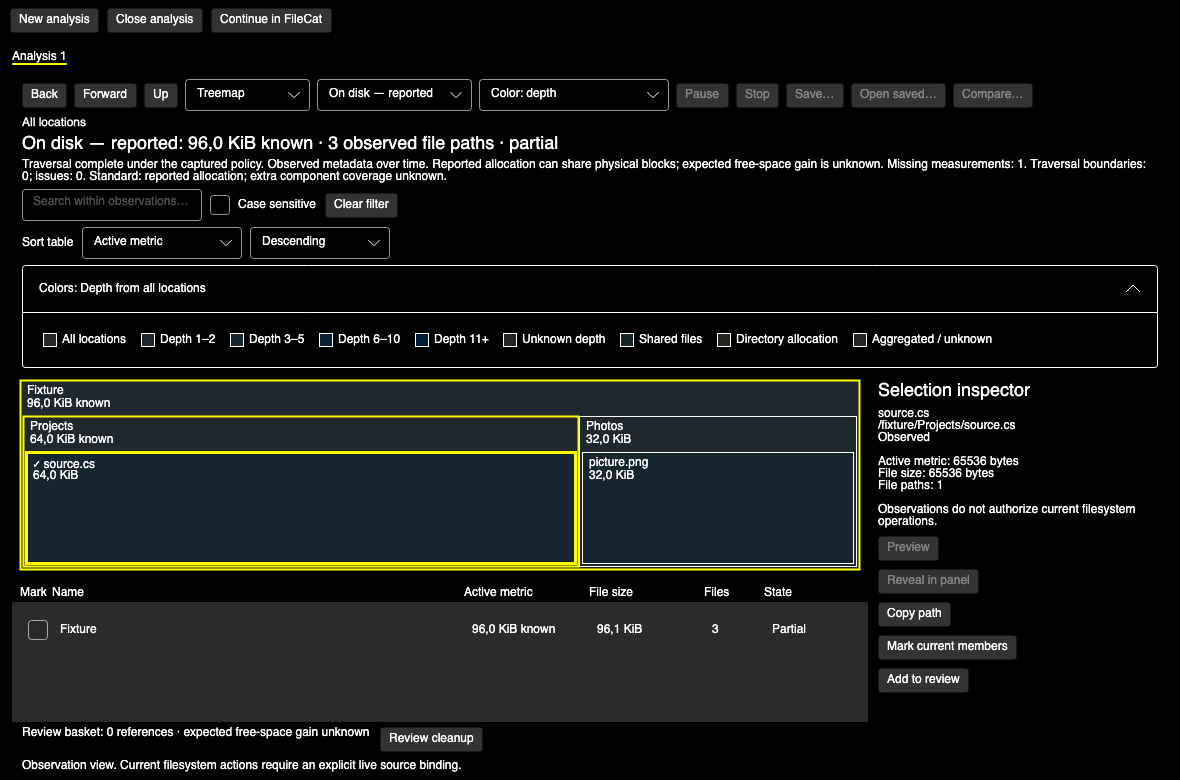 New analysis Close analysis Continue in FileCat
Analysis 1
Back Forward Up Treemap On disk — reported Color: depth Pause Stop Save… Open saved… Compare…
All locations
On disk — reported: 96,0 KiB known · 3 observed file paths · partial
Traversal complete under the captured policy. Observed metadata over time. Reported allocation can share physical blocks; expected free-space gain is unknown. Missing measurements: 1. Traversal boundaries:
0; issues: 0. Standard: reported allocation; extra component coverage unknown.
Search within observations… Case sensitive Clear filter
Sort table Active metric Descending
Colors: Depth from all locations
All locations Depth 1–2 Depth 3–5 Depth 6–10 Depth 11+ Unknown depth Shared files Directory allocation Aggregated / unknown
Fixture
96,0 KiB known
Projects
64,0 KiB known
✓ source.cs
64,0 KiB
Photos
32,0 KiB
picture.png
32,0 KiB
Selection inspector
source.cs
/fixture/Projects/source.cs
Observed
Active metric: 65536 bytes
File size: 65536 bytes
File paths: 1
Observations do not authorize current filesystem
operations.
Preview
Reveal in panel
Copy path
Mark current members
Add to review
Mark Name Active metric File size Files State
Fixture 96,0 KiB known 96,1 KiB 3 Partial
Review basket: 0 references · expected free-space gain unknown Review cleanup
Observation view. Current filesystem actions require an explicit live source binding.